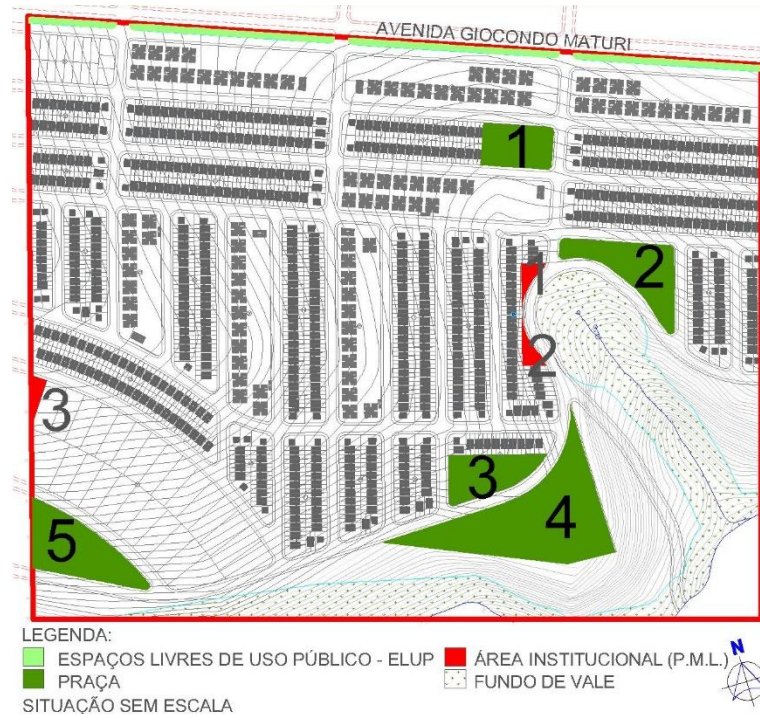 AVENIDA GIOCONDO MATURI
1
2
1
2
3
3
4
5
LEGENDA:
ESPAÇOS LIVRES DE USO PÚBLICO - ELUP
ÁREA INSTITUCIONAL (P.M.L.)
N
PRAÇA
FUNDO DE VALE
SITUAÇÃO SEM ESCALA